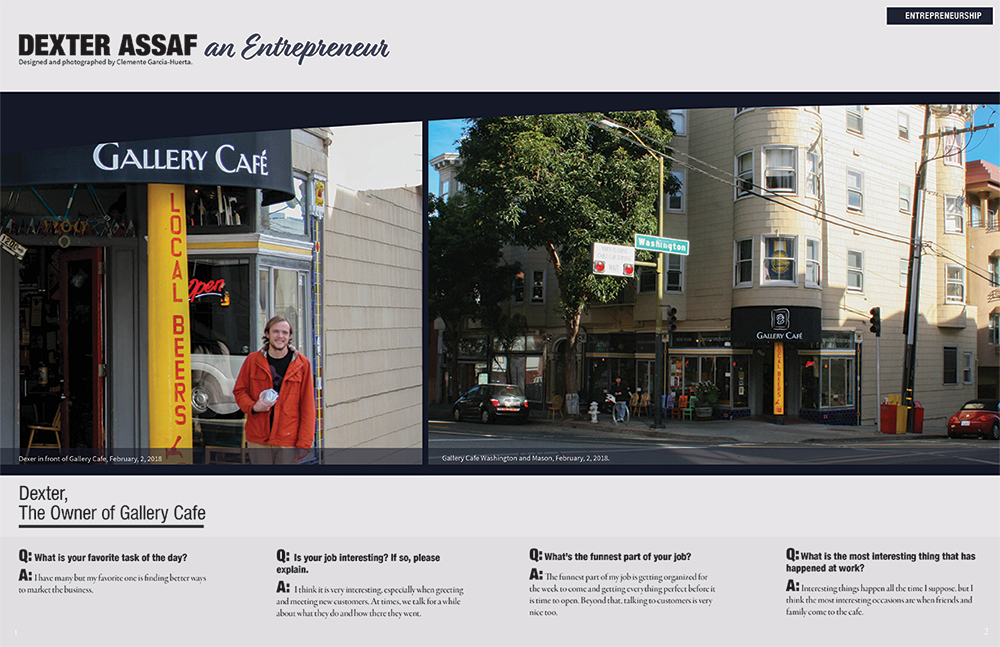 ENTREPRENEURSHIP
DEXTER ASSAF an Entrepreneur
Designed and photographed by Clemente Garcia-Huerta.
GALLERY CAFÉ
LOCAL BEERS
Open
Dexer in front of Gallery Cafe, February, 2, 2018
Washington
GALLERY CAFÉ
LOCAL BEERS
Gallery Cafe Washington and Mason, February, 2, 2018.
Dexter,
The Owner of Gallery Cafe
Q: What is your favorite task of the day?
A: I have many but my favorite one is finding better ways
to market the business.
Q: Is your job interesting? If so, please
explain.
A: I think it is very interesting, especially when greeting
and meeting new customers. At times, we talk for a while
about what they do and how there they went.
Q: What's the funnest part of your job?
A: The funnest part of my job is getting organized for
the week to come and getting everything perfect before it
is time to open. Beyond that, talking to customers is very
nice too.
Q: What is the most interesting thing that has
happened at work?
A: Interesting things happen all the time I suppose, but I
think the most interesting occasions are when friends and
family come to the cafe.
1
2